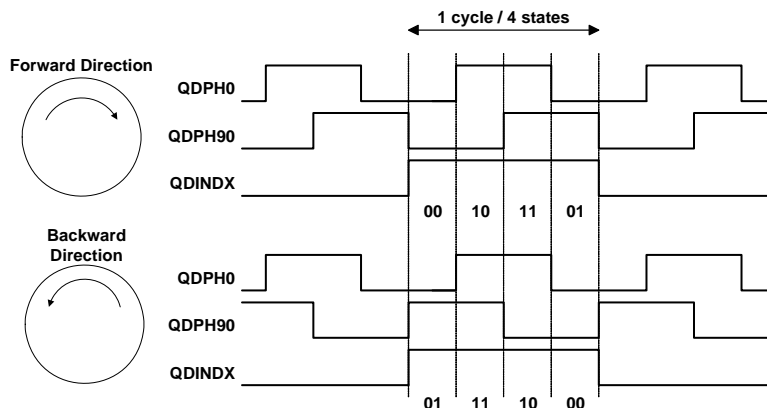 1 cycle / 4 states
Forward Direction
QDPH0
QDPH90
QDINDX
00 10 11 01
Backward
Direction
QDPH0
QDPH90
QDINDX
01 11 10 00